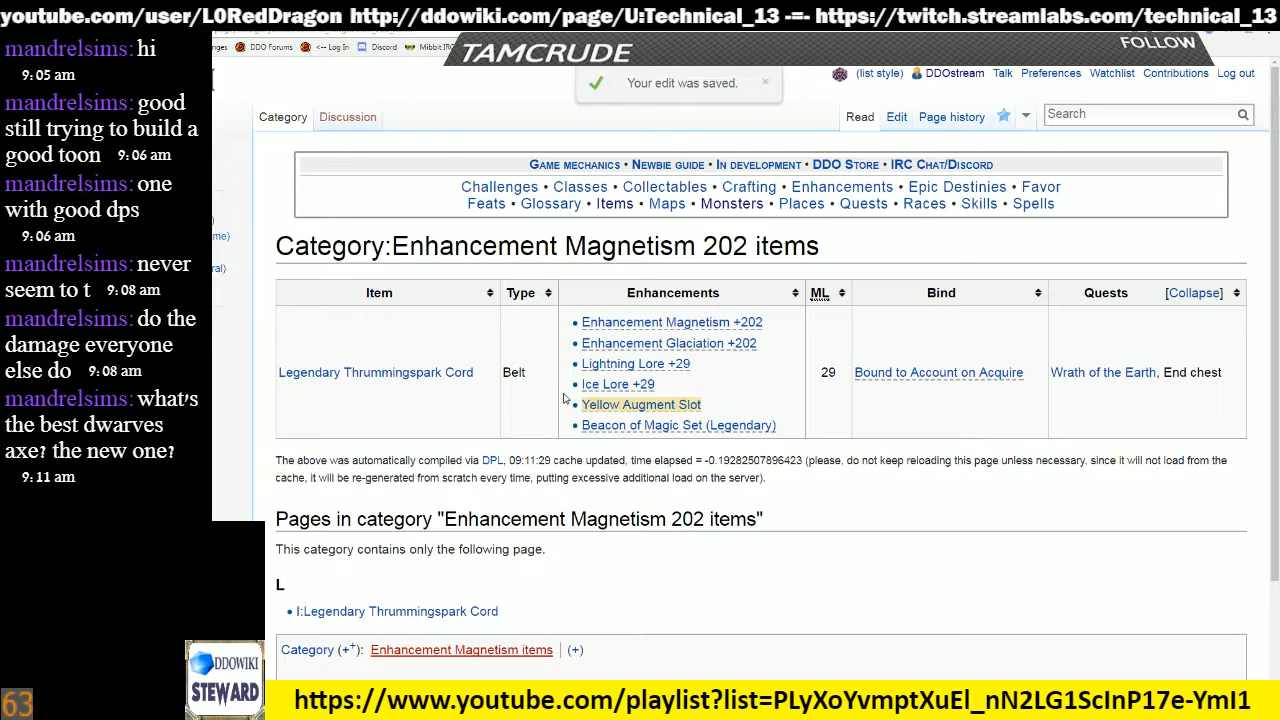 youtube.com/user/L0RedDragon http://ddowiki.com/page/U:Technical_13 -=- https://twitch.streamlabs.com/technical_13
mandrelsims: hi
9:05 am
mandrelsims: good
still trying to build a
good toon 9:06 am
mandrelsims: one
with good dps
9:06 am
mandrelsims: never
seem to t 9:08 am
mandrelsims: do the
damage everyone
else do 9:08 am
mandrelsims: what's
the best dwarves
axe? the new one?
9:11 am
DDO Forums <-- Log In Discord Mibbit
TAMCRUDE
FOLLOW
Your edit was saved. ×
(list style) DDOstream Talk Preferences Watchlist Contributions Log out
Category Discussion Read Edit Page history Search
Game mechanics • Newbie guide • In development • DDO Store • IRC Chat/Discord
Challenges • Classes • Collectables • Crafting • Enhancements • Epic Destinies • Favor
Feats • Glossary • Items • Maps • Monsters • Places • Quests • Races • Skills • Spells
Category:Enhancement Magnetism 202 items
Item Type Enhancements ML Bind Quests [Collapse]
Legendary Thrummingspark Cord Belt
• Enhancement Magnetism +202
• Enhancement Glaciation +202
• Lightning Lore +29
• Ice Lore +29
• Yellow Augment Slot
• Beacon of Magic Set (Legendary)
29 Bound to Account on Acquire Wrath of the Earth, End chest
The above was automatically compiled via DPL, 09:11:29 cache updated, time elapsed = -0.19282507896423 (please, do not keep reloading this page unless necessary, since it will not load from the
cache, it will be re-generated from scratch every time, putting excessive additional load on the server).
Pages in category "Enhancement Magnetism 202 items"
This category contains only the following page.
L
• I:Legendary Thrummingspark Cord
Category (++): Enhancement Magnetism items (+)
DDOWIKI
STEWARD
63
https://www.youtube.com/playlist?list=PLyXoYvmptXuEl_nN2LG1ScInP17e-YmI1